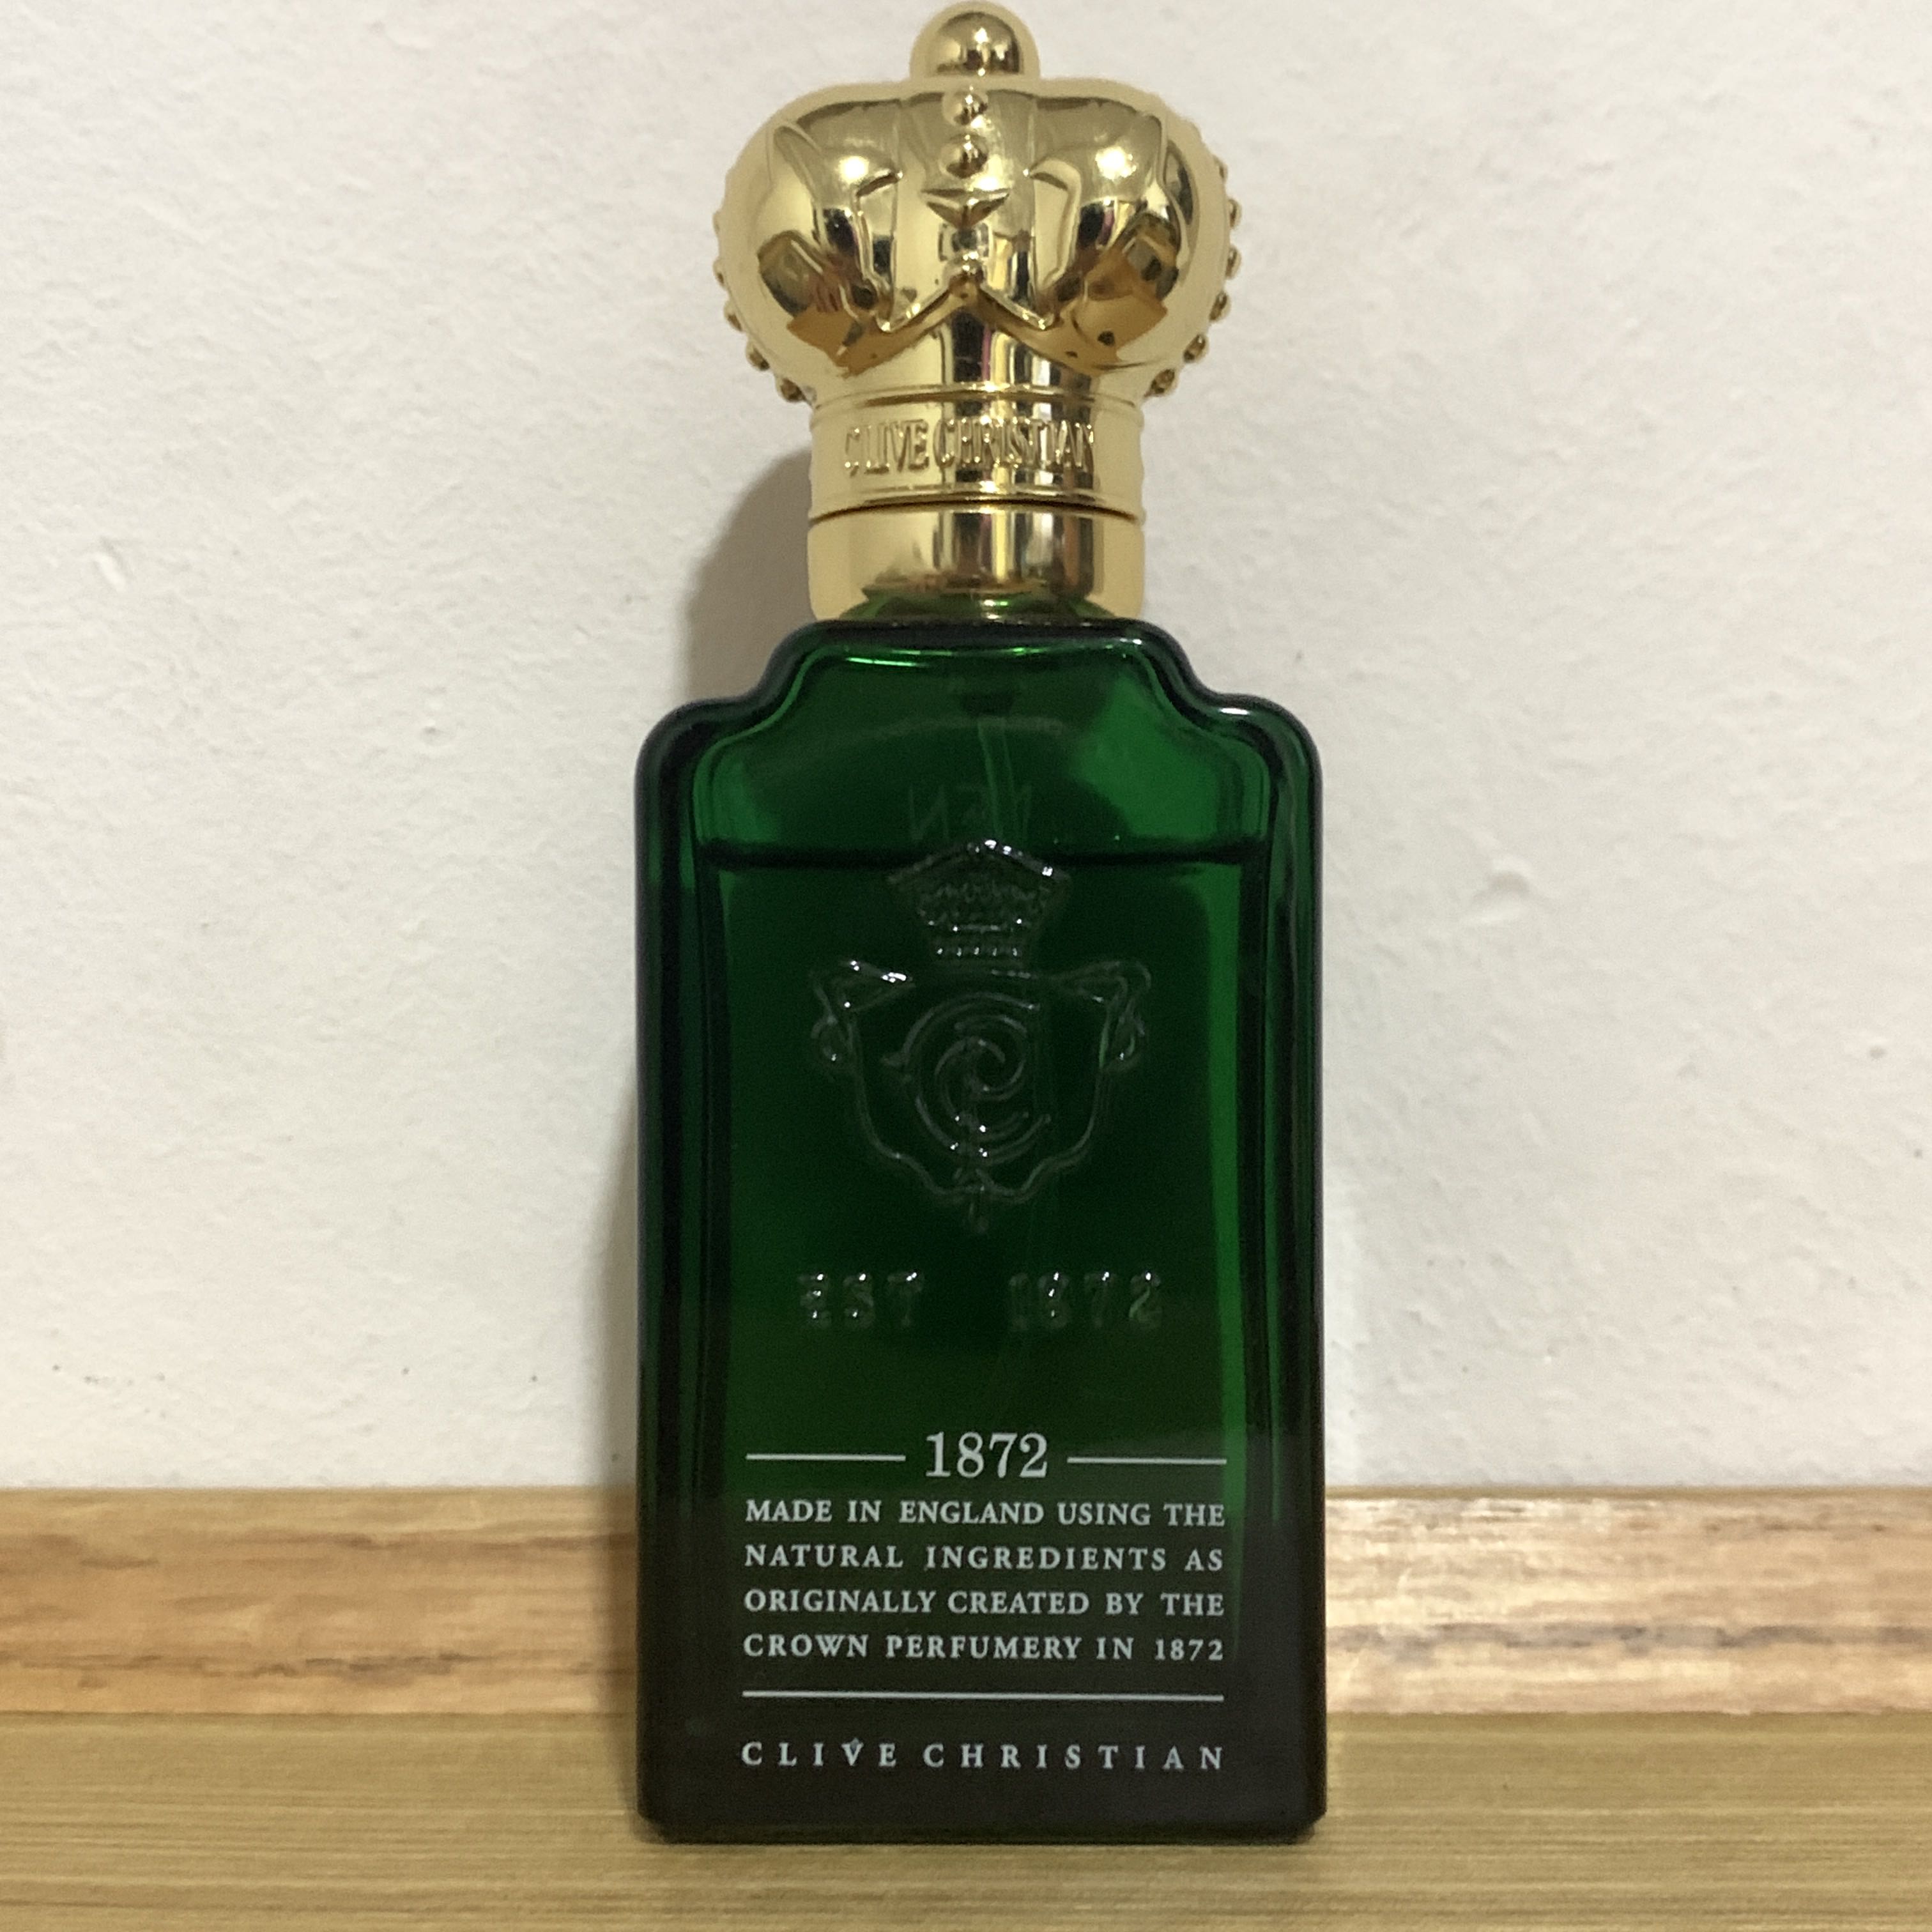 CLIVE CHRISTIAN
EST 1872
1872
MADE IN ENGLAND USING THE
NATURAL INGREDIENTS AS
ORIGINALLY CREATED BY THE
CROWN PERFUMERY IN 1872
CLIVE CHRISTIAN